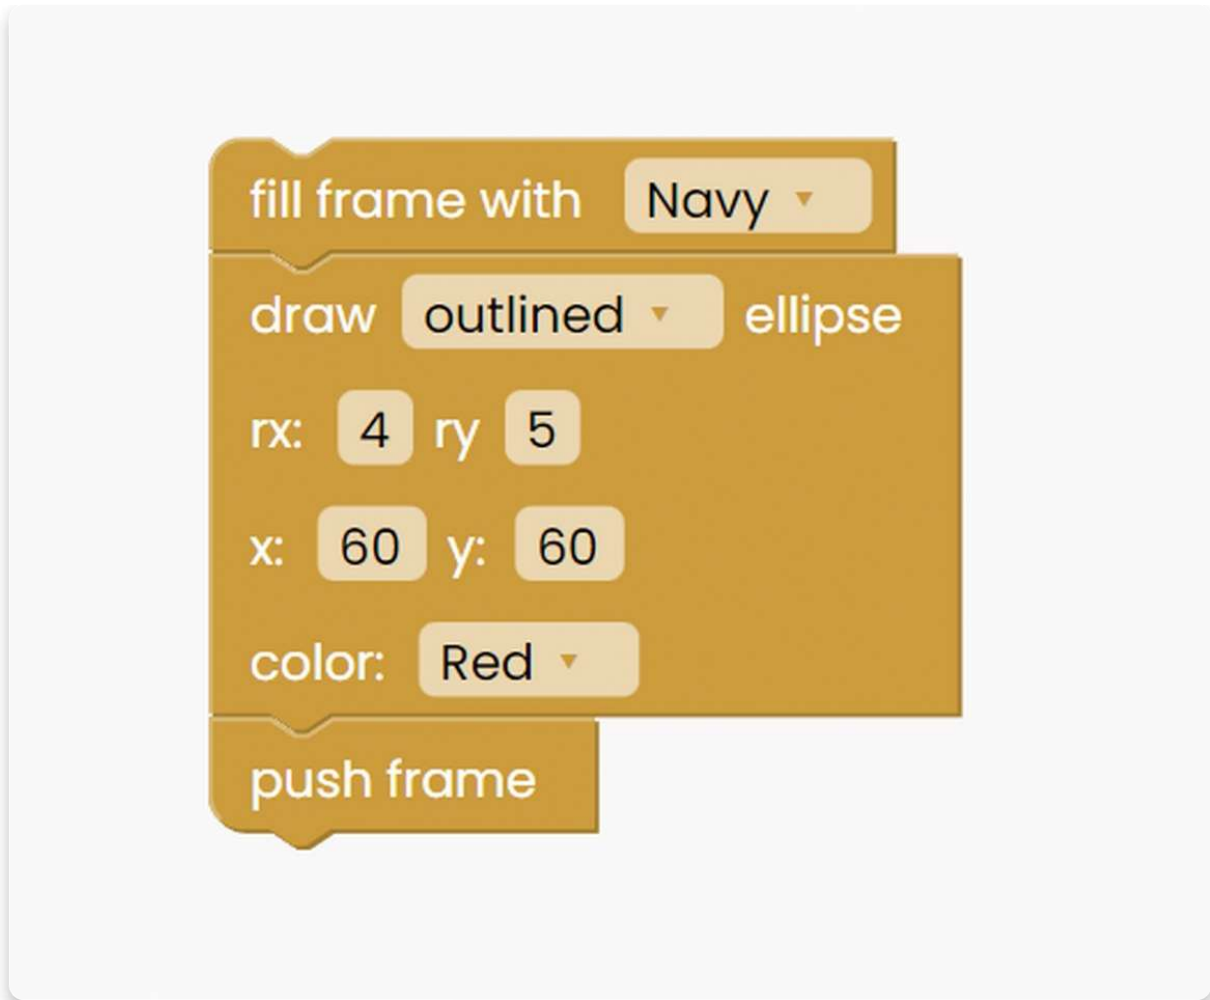 fill frame with Navy
draw outlined ellipse
rx: 4 ry 5
x: 60 y: 60
color: Red
push frame